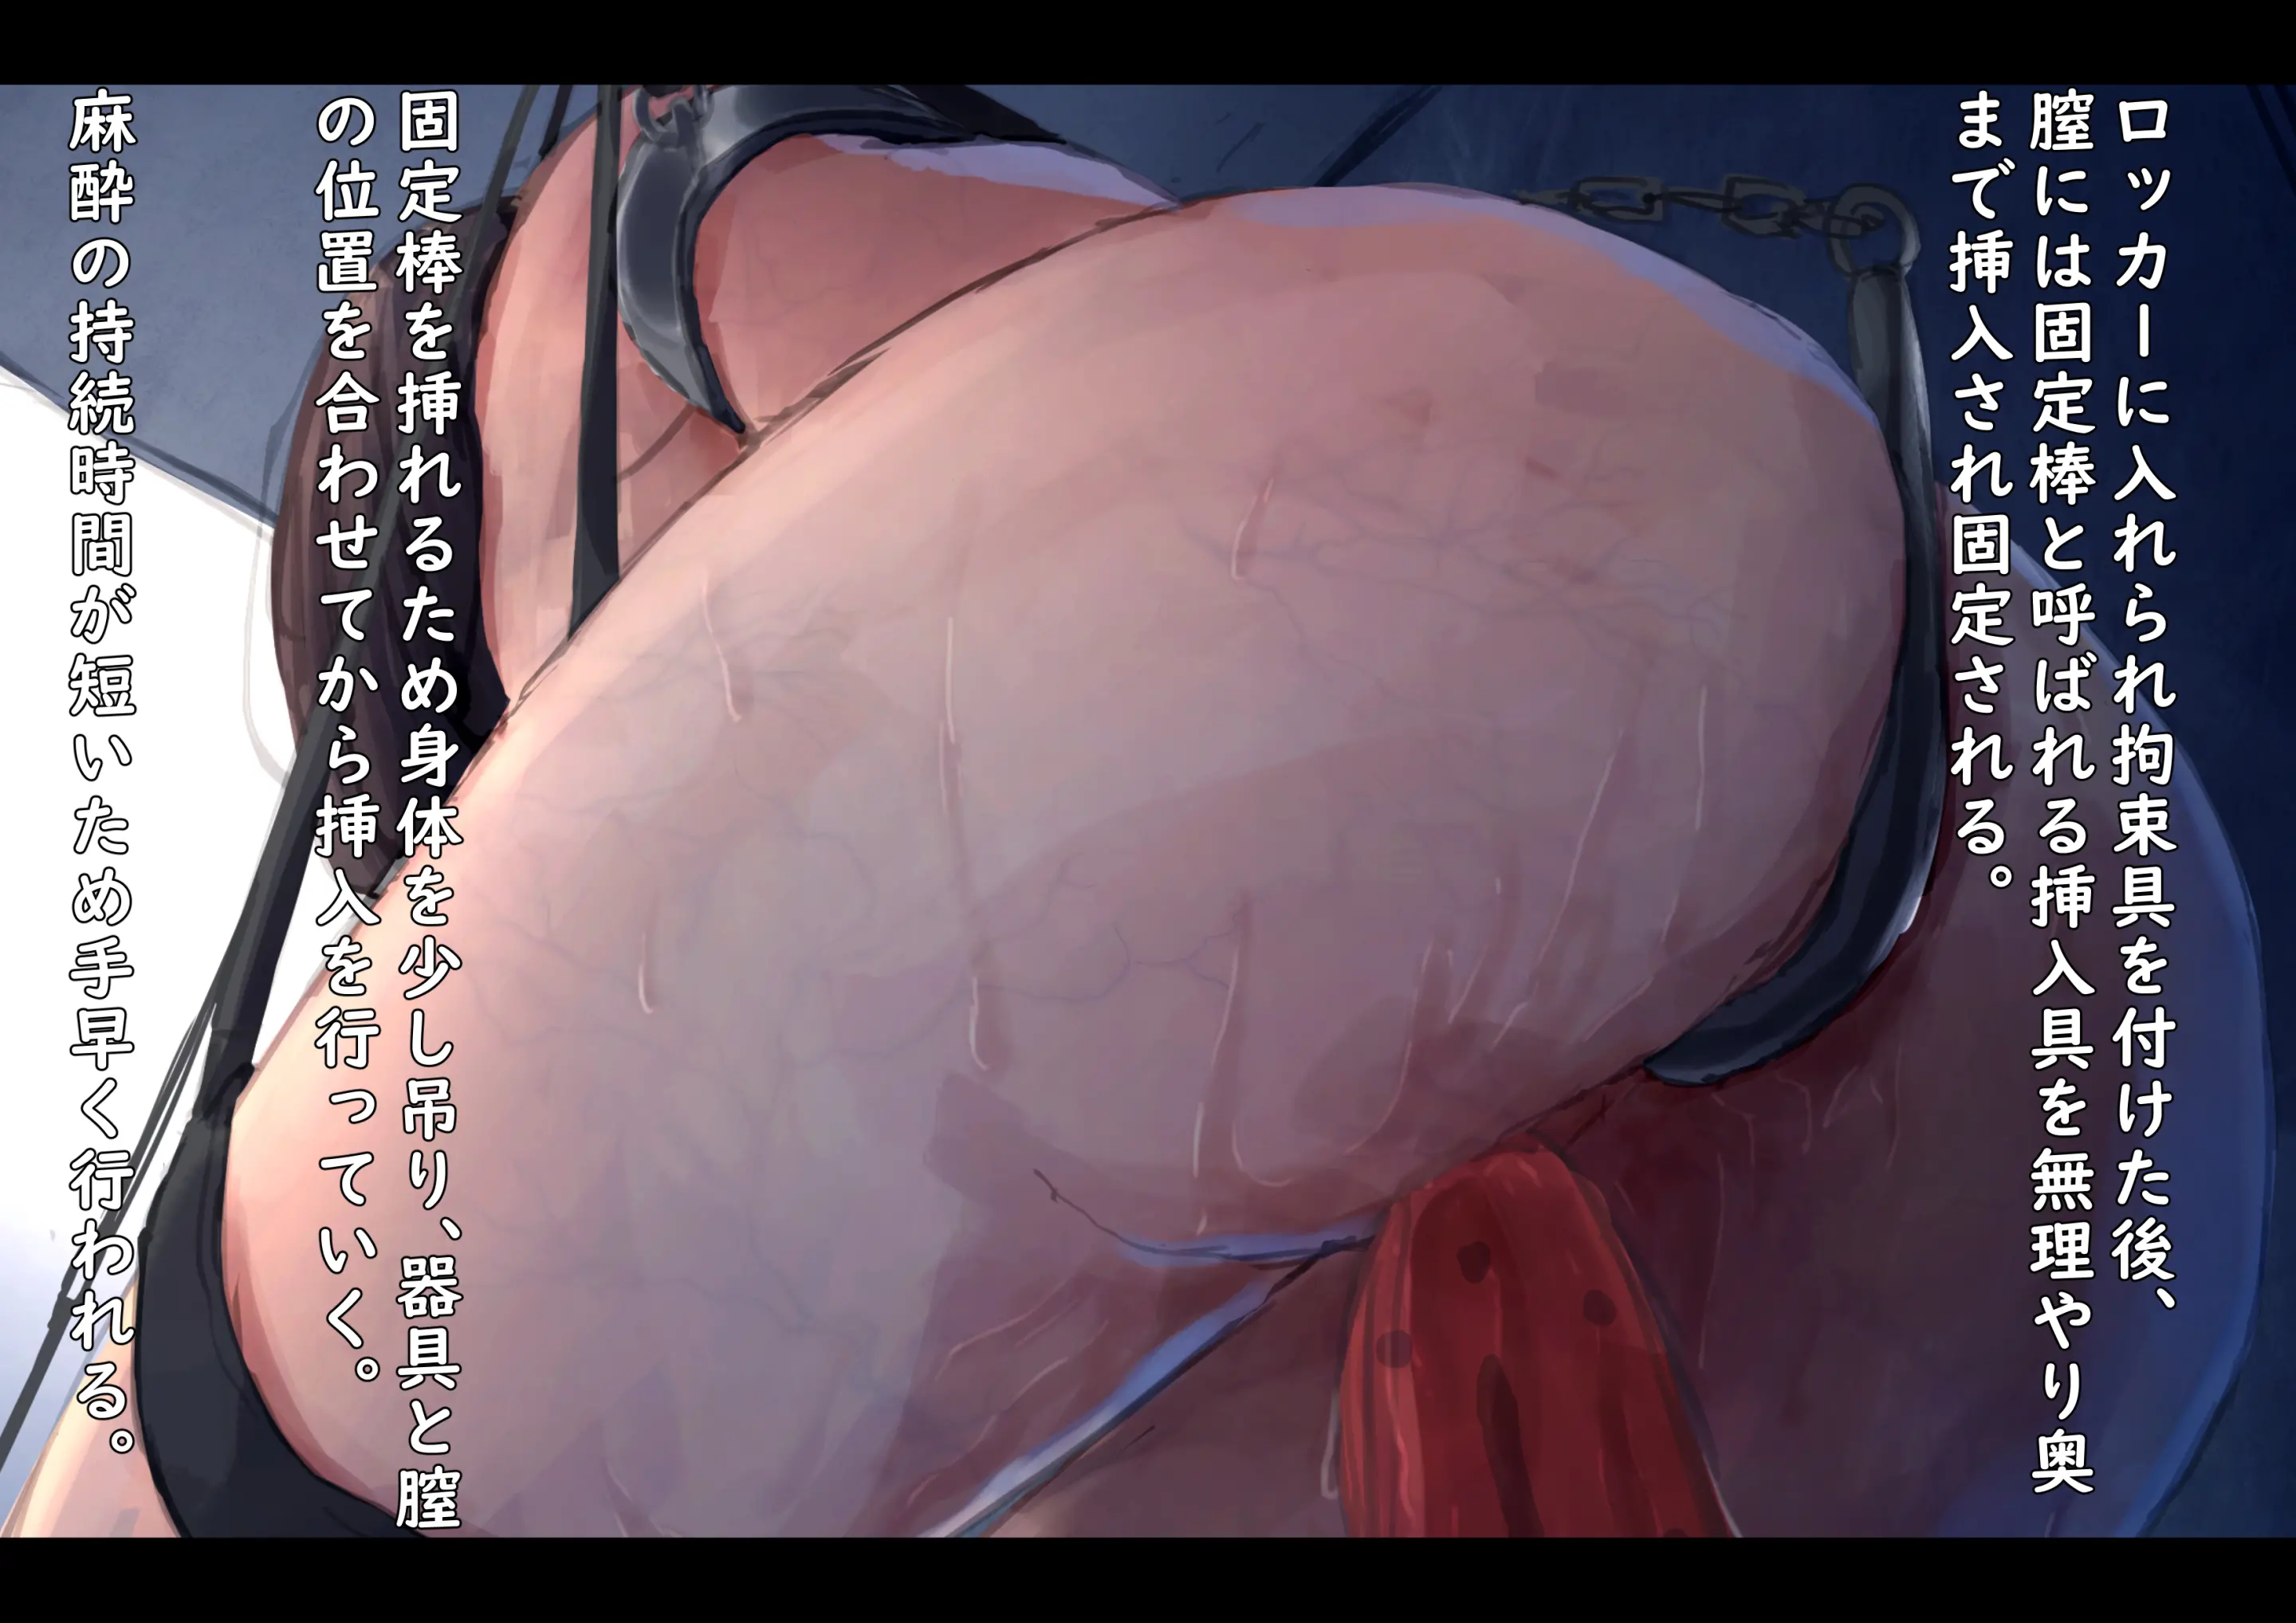 ロッカーに入れられ拘束具を付けた後、
膣には固定棒と呼ばれる挿入具を無理やり奥
まで挿入され固定される。
固定棒を挿れるため身体を少し吊り、器具と膣
の位置を合わせてから挿入を行っていく。
麻酔の持続時間が短いため手早く行われる。